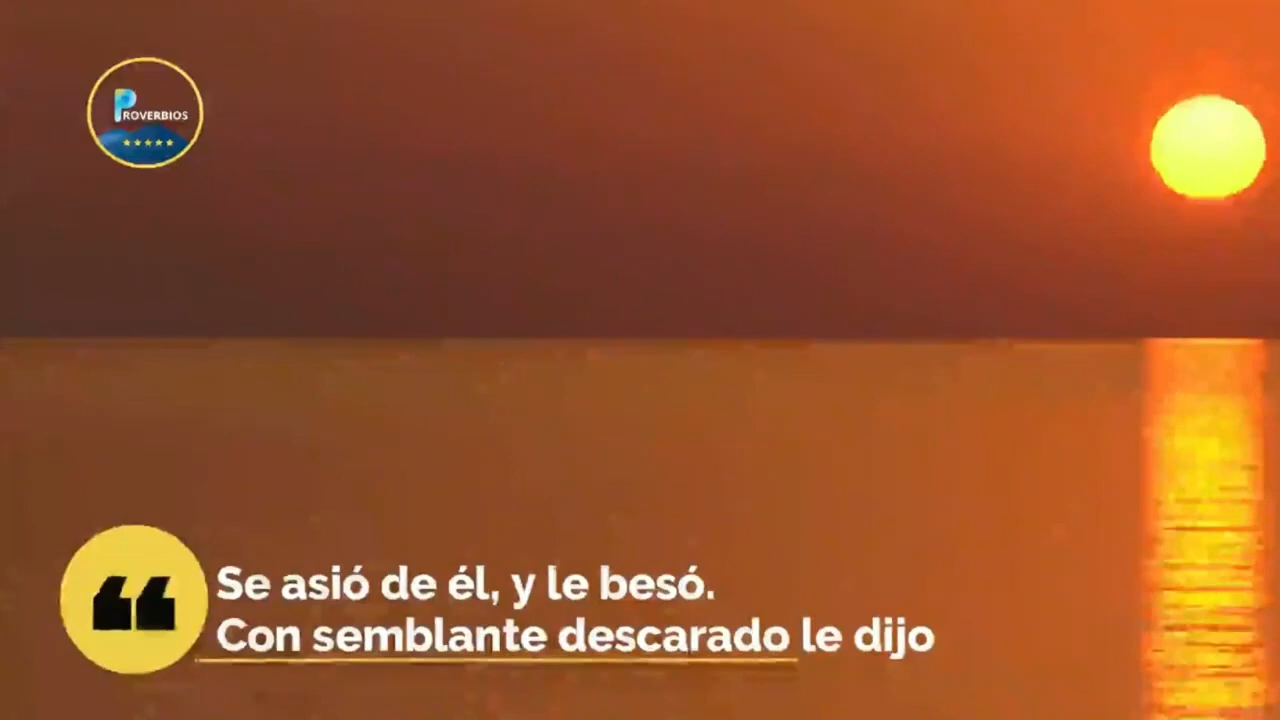 PROVERBIOS
Se asió de él, y le besó.
Con semblante descarado le dijo